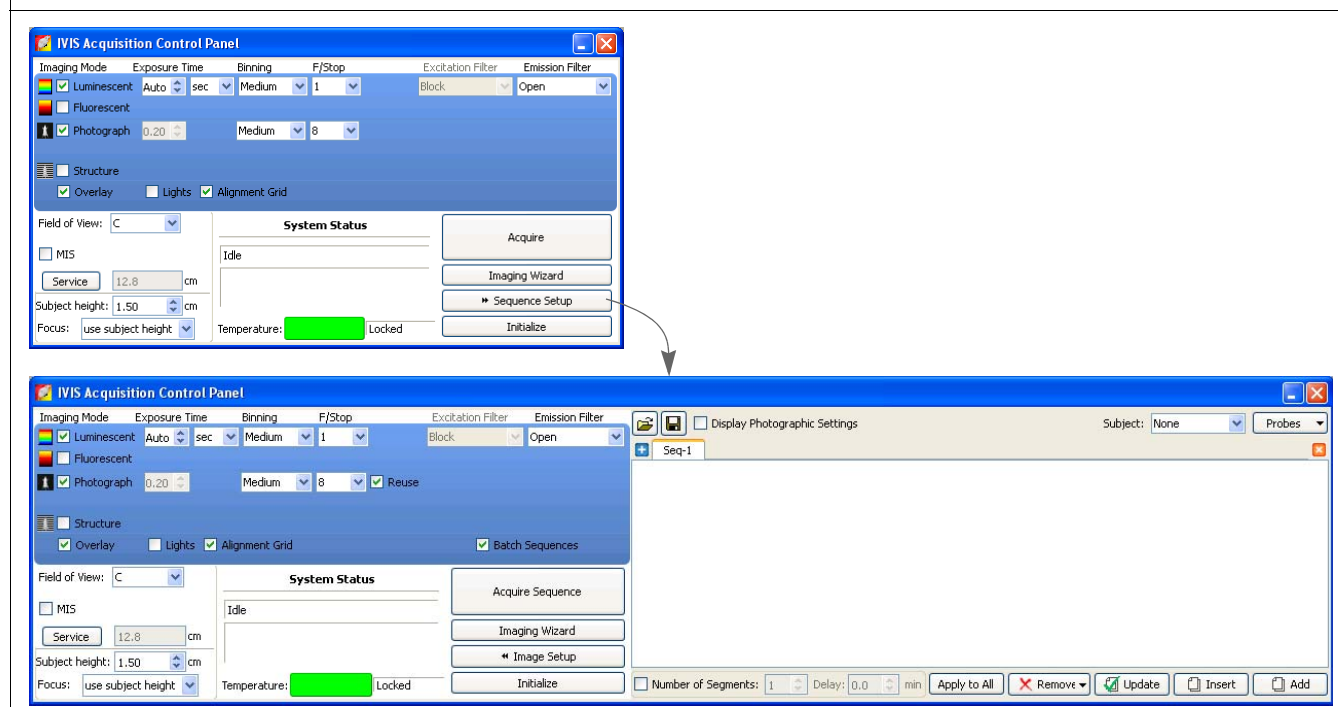 IVIS Acquisition Control Panel
Imaging Mode Exposure Time Binning F/Stop Excitation Filter Emission Filter
Luminescent Auto sec Medium 1 Block Open
Fluorescent
Photograph 0.20 Medium 8
Structure
Overlay Lights Alignment Grid
Field of View: C
System Status
Acquire
MIS
Idle
Service 12.8 cm
Imaging Wizard
Subject height: 1.50 cm
Sequence Setup
Focus: use subject height
Temperature: Locked
Initialize
IVIS Acquisition Control Panel
Imaging Mode Exposure Time Binning F/Stop Excitation Filter Emission Filter
Luminescent Auto sec Medium 1 Block Open
Fluorescent
Photograph 0.20 Medium 8 Reuse
Structure
Overlay Lights Alignment Grid Batch Sequences
Field of View: C
System Status
Acquire Sequence
MIS
Idle
Service 12.8 cm
Imaging Wizard
Subject height: 1.50 cm
Image Setup
Focus: use subject height
Temperature: Locked
Initialize
Display Photographic Settings Subject: None Probes
Seq-1
Number of Segments: 1 Delay: 0.0 min Apply to All Remove Update Insert Add